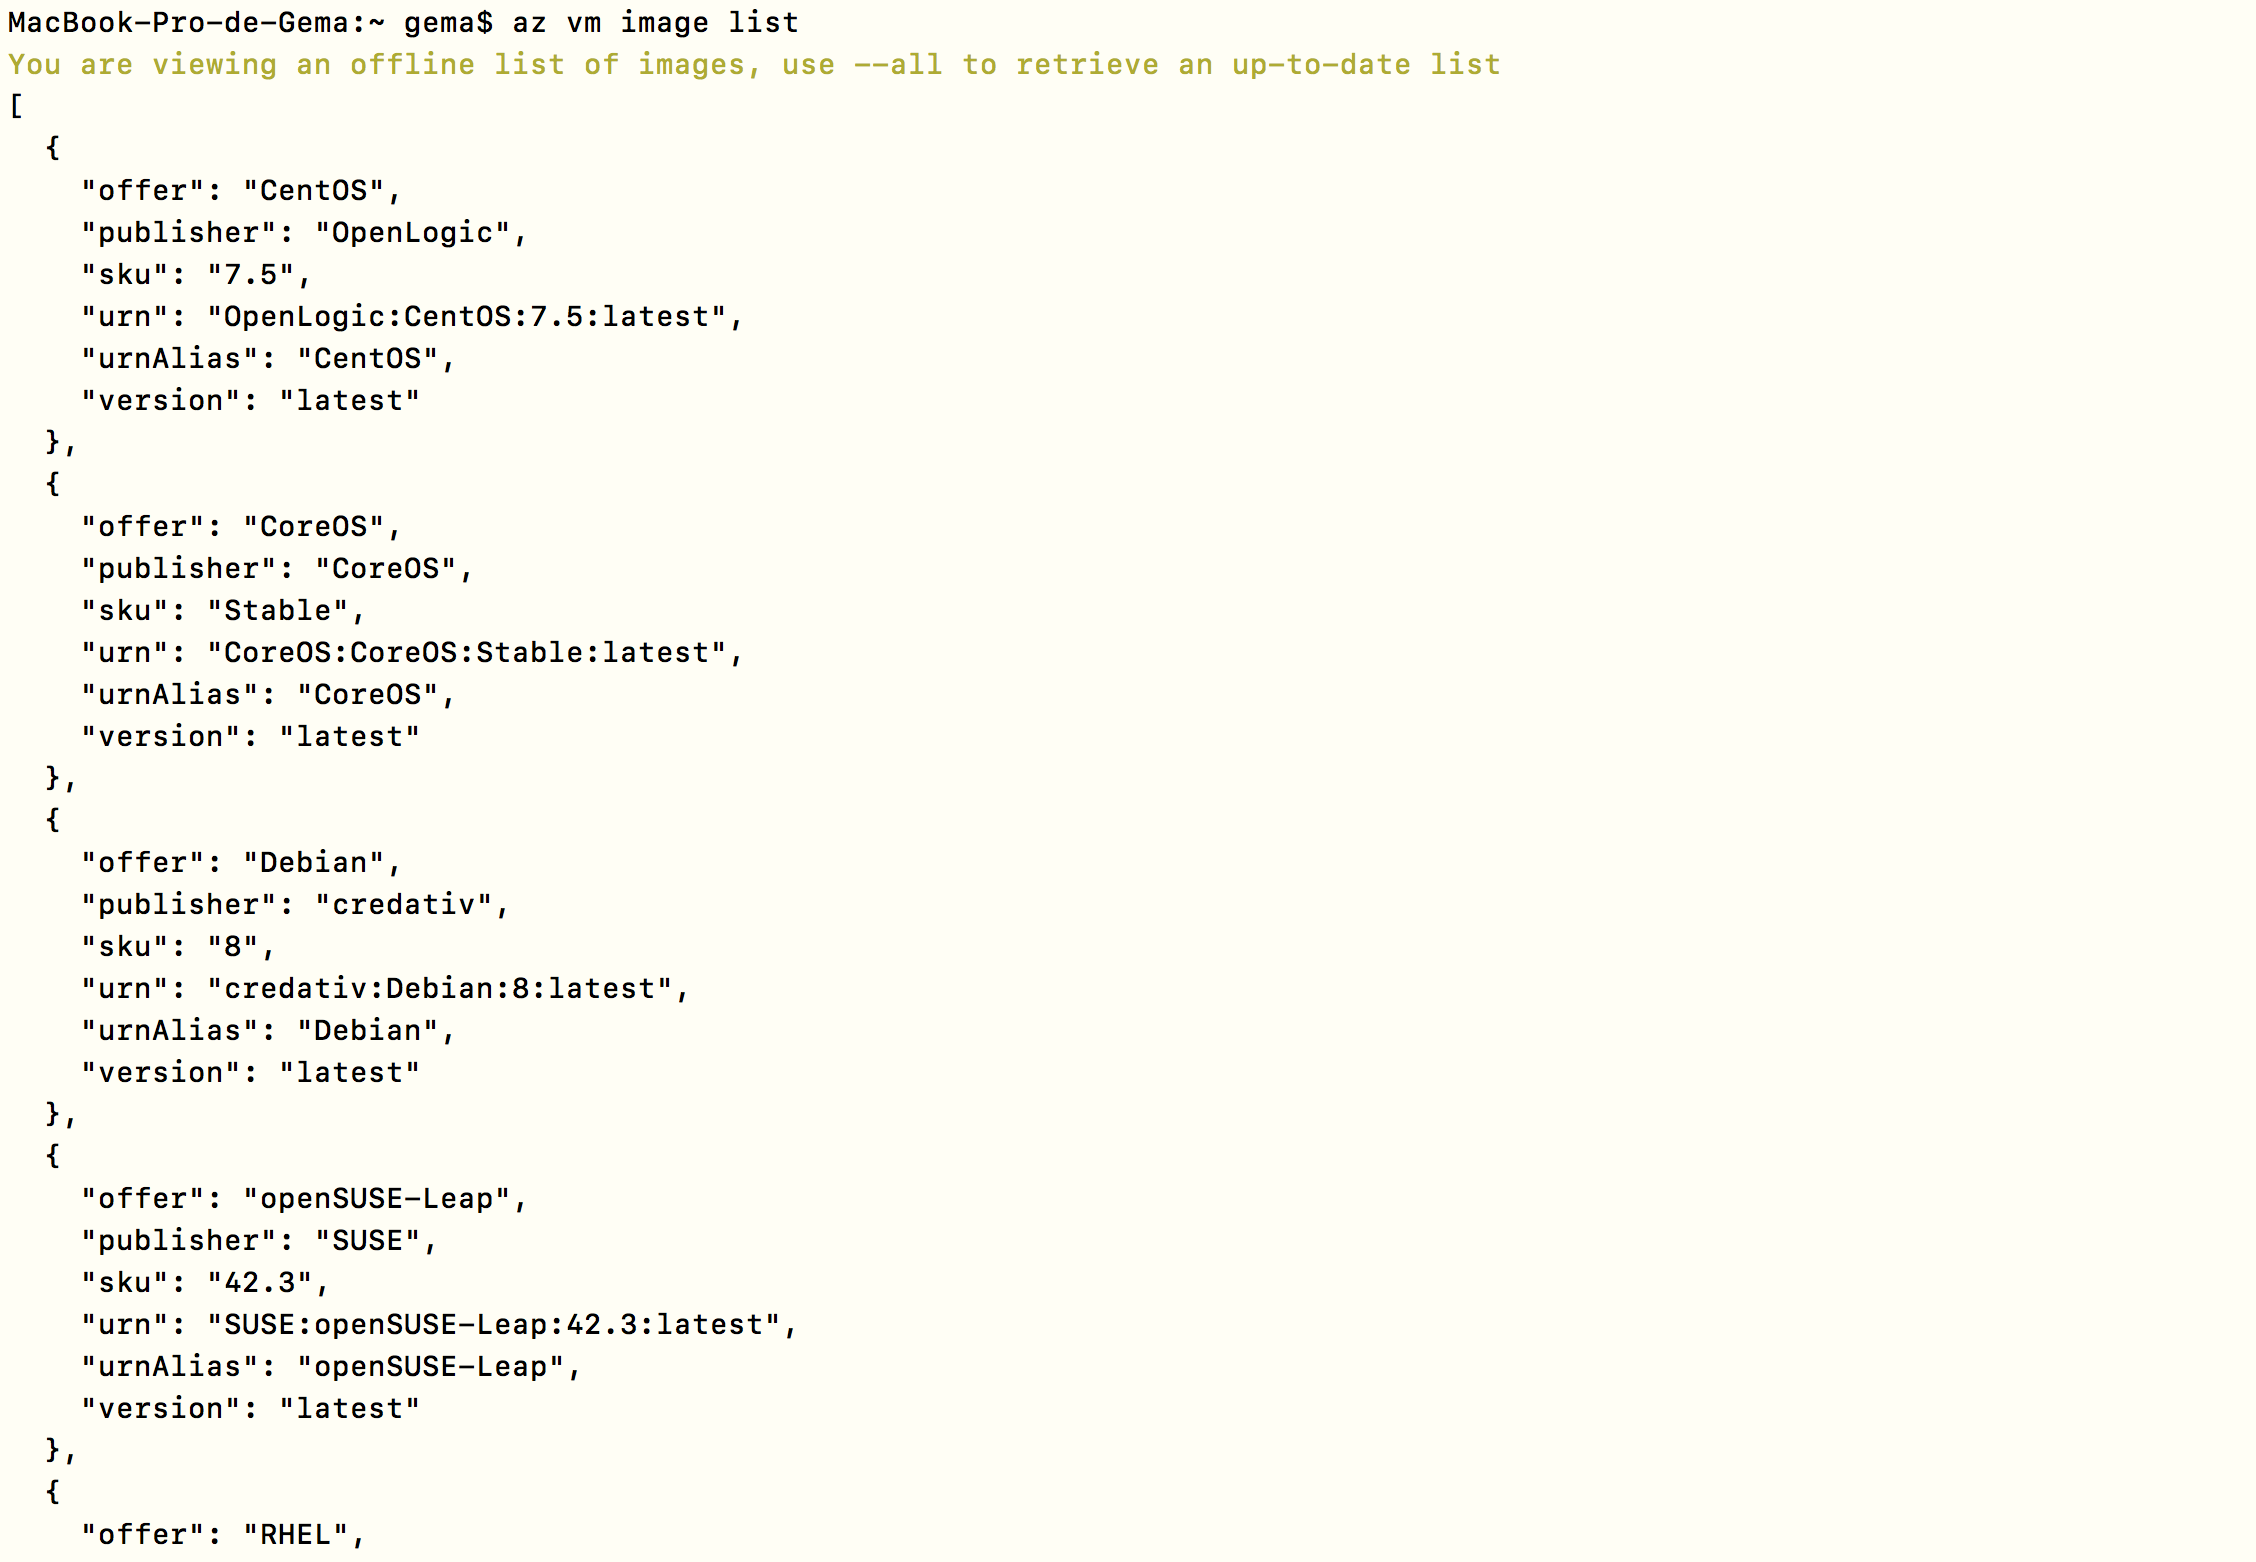 MacBook-Pro-de-Gema:~ gema$ az vm image list
You are viewing an offline list of images, use --all to retrieve an up-to-date list
[
  {
    "offer": "CentOS",
    "publisher": "OpenLogic",
    "sku": "7.5",
    "urn": "OpenLogic:CentOS:7.5:latest",
    "urnAlias": "CentOS",
    "version": "latest"
  },
  {
    "offer": "CoreOS",
    "publisher": "CoreOS",
    "sku": "Stable",
    "urn": "CoreOS:CoreOS:Stable:latest",
    "urnAlias": "CoreOS",
    "version": "latest"
  },
  {
    "offer": "Debian",
    "publisher": "credativ",
    "sku": "8",
    "urn": "credativ:Debian:8:latest",
    "urnAlias": "Debian",
    "version": "latest"
  },
  {
    "offer": "openSUSE-Leap",
    "publisher": "SUSE",
    "sku": "42.3",
    "urn": "SUSE:openSUSE-Leap:42.3:latest",
    "urnAlias": "openSUSE-Leap",
    "version": "latest"
  },
  {
    "offer": "RHEL",